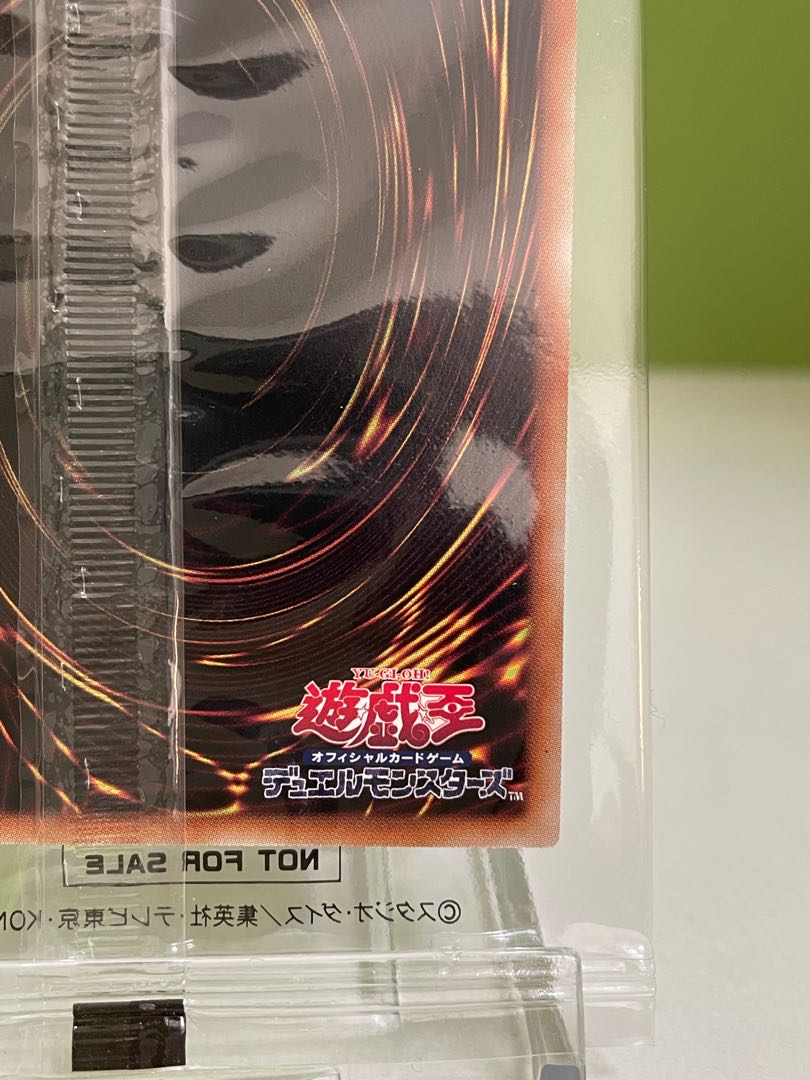 YU-GI-OH!
遊戯王
オフィシャルカードゲーム
デュエルモンスターズ™
NOT FOR SALE
©スタジオ・ダイス／集英社・テレビ東京・KON